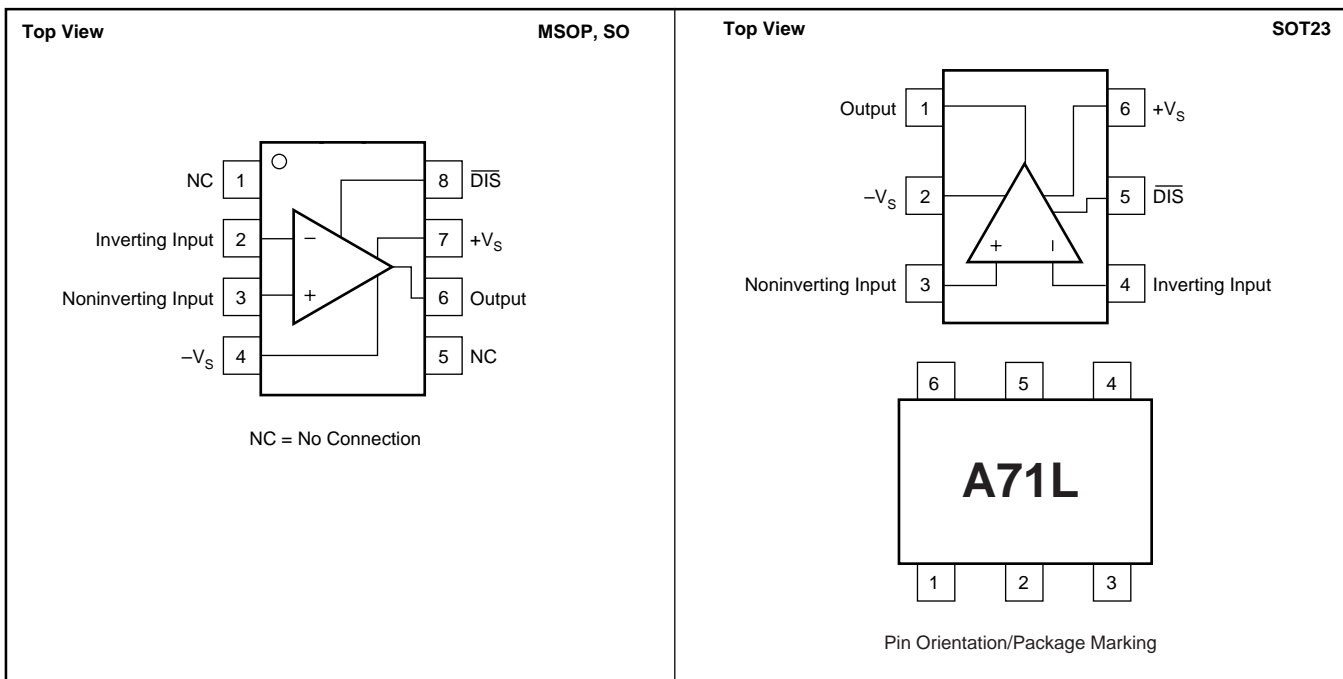 Top View MSOP, SO
NC 1 8 D̅I̅S̅
Inverting Input 2 − 7 +VS
Noninverting Input 3 + 6 Output
−VS 4 5 NC
NC = No Connection
Top View SOT23
Output 1 6 +VS
−VS 2 5 D̅I̅S̅
+ −
Noninverting Input 3 4 Inverting Input
6 5 4
A71L
1 2 3
Pin Orientation/Package Marking